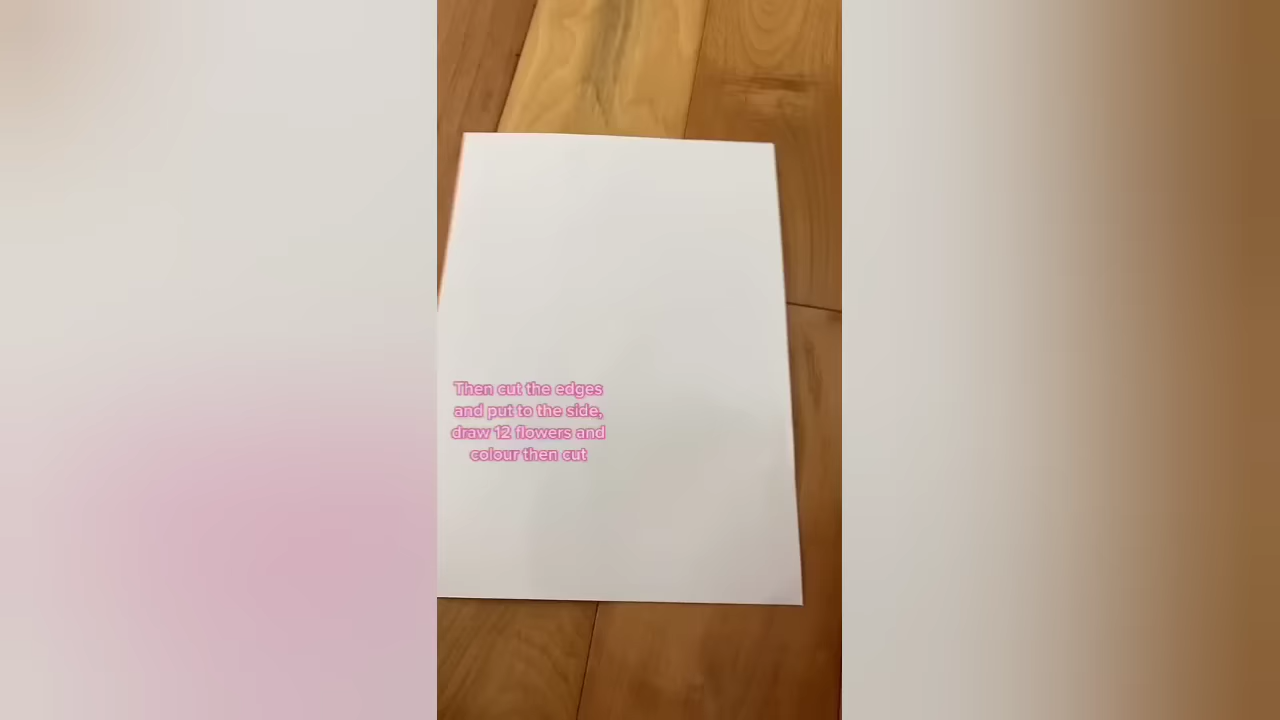 Then cut the edges
and put to the side,
draw 12 flowers and
colour then cut